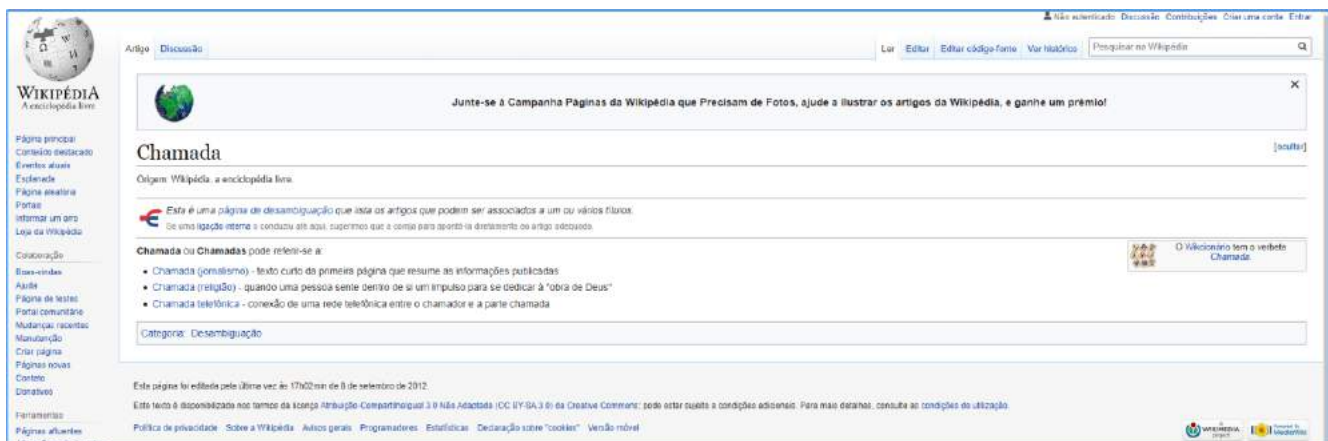 Não autenticado Discussão Contribuições Criar uma conta Entrar
Artigo Discussão
Ler Editar Editar código-fonte Ver histórico
Pesquisar na Wikipédia
WIKIPÉDIA
A enciclopédia livre
Junte-se à Campanha Páginas da Wikipédia que Precisam de Fotos, ajude a ilustrar os artigos da Wikipédia, e ganhe um prêmio!
Página principal
Conteúdo destacado
Eventos atuais
Esplanada
Página aleatória
Portais
Informar um erro
Loja da Wikipédia
Colaboração
Boas-vindas
Ajuda
Página de testes
Portal comunitário
Mudanças recentes
Manutenção
Criar página
Páginas novas
Contato
Donativos
Ferramentas
Páginas afluentes
Chamada
[ocultar]
Origem: Wikipédia, a enciclopédia livre.
Esta é uma página de desambiguação que lista os artigos que podem ser associados a um ou vários títulos.
Se uma ligação interna o conduziu até aqui, sugerimos que a corrija para apontá-la diretamente ao artigo adequado.
Chamada ou Chamadas pode referir-se a:
O Wikcionário tem o verbete
Chamada.
• Chamada (jornalismo) - texto curto da primeira página que resume as informações publicadas
• Chamada (religião) - quando uma pessoa sente dentro de si um impulso para se dedicar à "obra de Deus"
• Chamada telefônica - conexão de uma rede telefônica entre o chamador e a parte chamada
Categoria: Desambiguação
Esta página foi editada pela última vez às 17h02min de 8 de setembro de 2012.
Este texto é disponibilizado nos termos da licença Atribuição-CompartilhaIgual 3.0 Não Adaptada (CC BY-SA 3.0) da Creative Commons; pode estar sujeito a condições adicionais. Para mais detalhes, consulte as condições de utilização.
Política de privacidade Sobre a Wikipédia Avisos gerais Programadores Estatísticas Declaração sobre "cookies" Versão móvel
WIKIMEDIA
project
MediaWiki